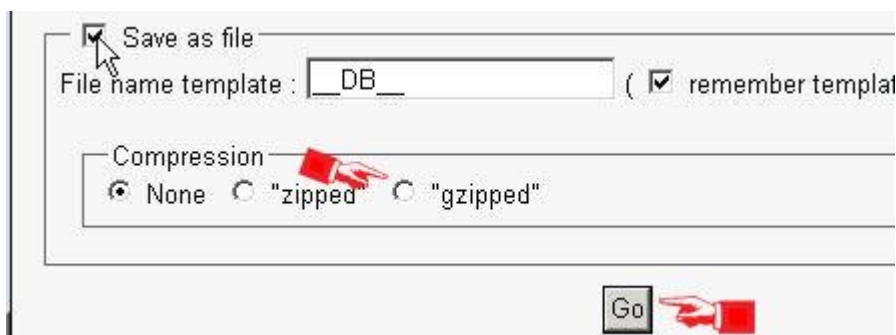 Save as file
File name template : __DB__ ( remember templat
Compression
None "zipped" "gzipped"
Go